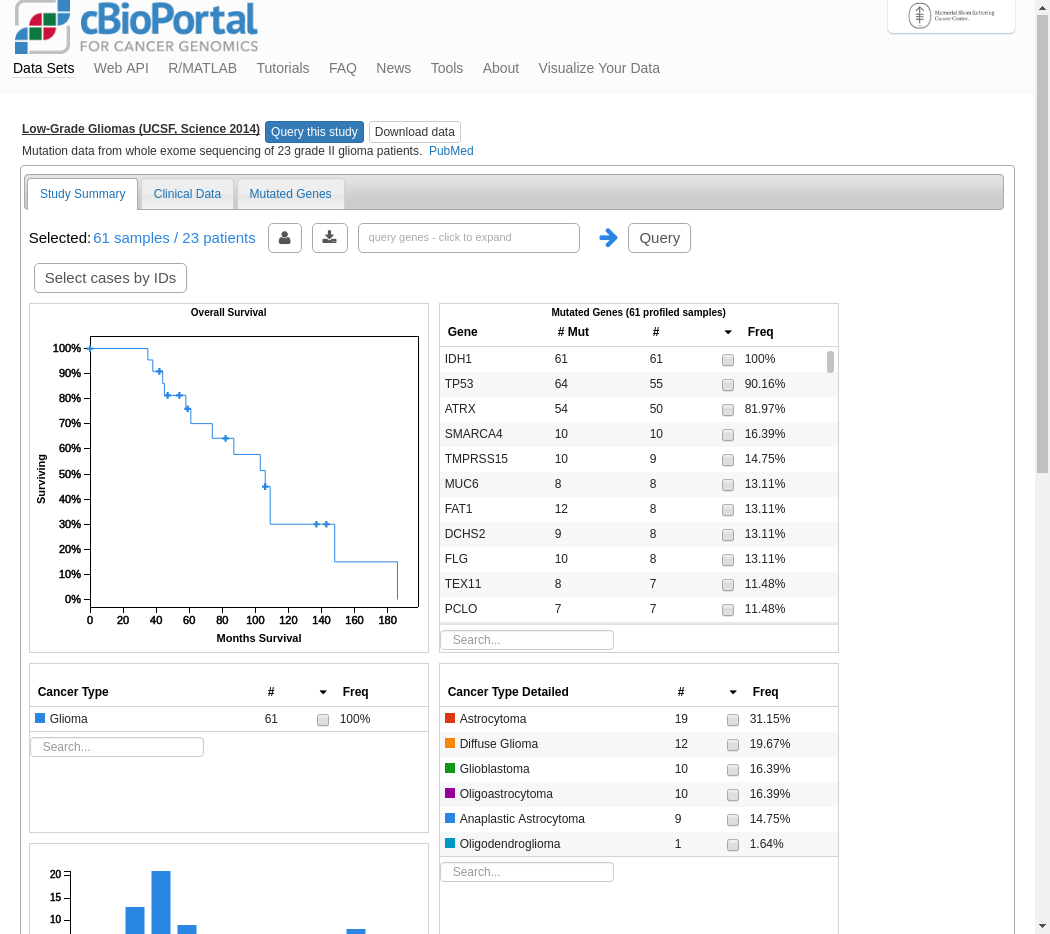 cBioPortal
FOR CANCER GENOMICS
Memorial Sloan Kettering
Cancer Center
Data Sets Web API R/MATLAB Tutorials FAQ News Tools About Visualize Your Data
Low-Grade Gliomas (UCSF, Science 2014) Query this study Download data
Mutation data from whole exome sequencing of 23 grade II glioma patients. PubMed
Study Summary Clinical Data Mutated Genes
Selected: 61 samples / 23 patients query genes - click to expand Query
Select cases by IDs
Overall Survival
100%
90%
80%
70%
60%
50%
40%
30%
20%
10%
0%
Surviving
0 20 40 60 80 100 120 140 160 180
Months Survival
Mutated Genes (61 profiled samples)
Gene # Mut # Freq
IDH1 61 61 100%
TP53 64 55 90.16%
ATRX 54 50 81.97%
SMARCA4 10 10 16.39%
TMPRSS15 10 9 14.75%
MUC6 8 8 13.11%
FAT1 12 8 13.11%
DCHS2 9 8 13.11%
FLG 10 8 13.11%
TEX11 8 7 11.48%
PCLO 7 7 11.48%
Search...
Cancer Type # Freq
Glioma 61 100%
Search...
Cancer Type Detailed # Freq
Astrocytoma 19 31.15%
Diffuse Glioma 12 19.67%
Glioblastoma 10 16.39%
Oligoastrocytoma 10 16.39%
Anaplastic Astrocytoma 9 14.75%
Oligodendroglioma 1 1.64%
Search...
20
15
10